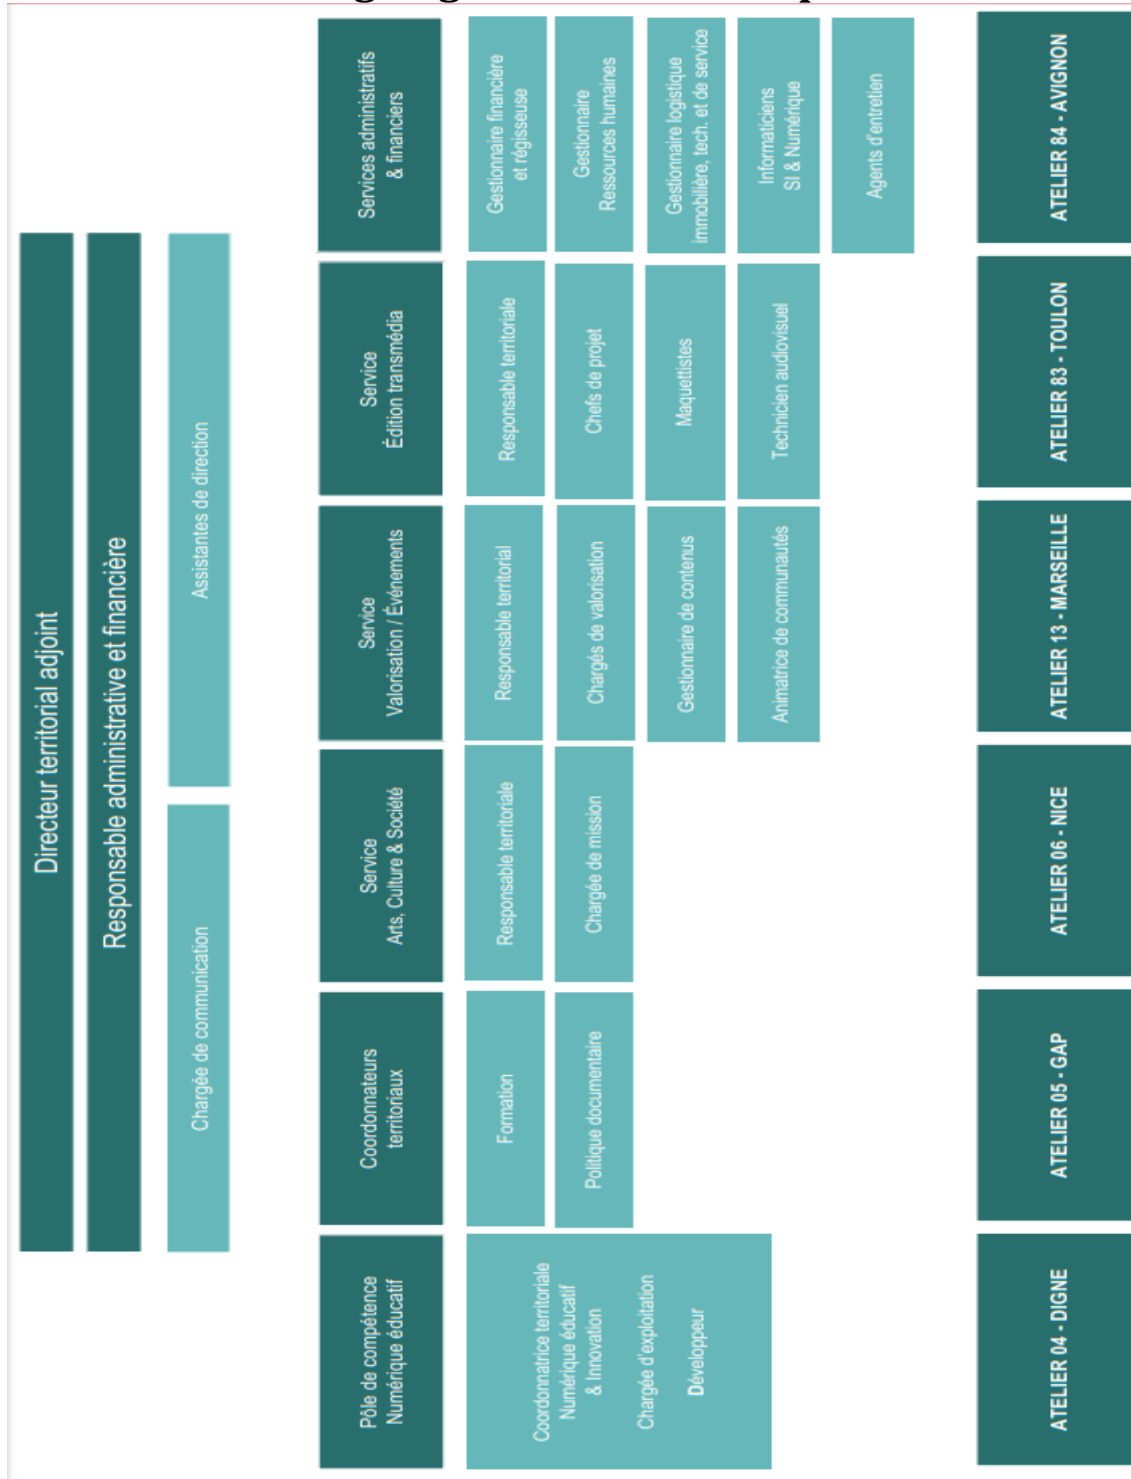 Directeur territorial adjoint
Responsable administrative et financière
Chargée de communication
Assistantes de direction
Pôle de compétence
Numérique éducatif
Coordonnatrice territoriale
Numérique éducatif
& Innovation
Chargée d'exploitation
Développeur
Coordonnateurs
territoriaux
Formation
Politique documentaire
Service
Arts, Culture & Société
Responsable territoriale
Chargée de mission
Service
Valorisation / Événements
Responsable territorial
Chargés de valorisation
Gestionnaire de contenus
Animatrice de communautés
Service
Édition transmédia
Responsable territoriale
Chefs de projet
Maquettistes
Technicien audiovisuel
Services administratifs
& financiers
Gestionnaire financière
et régisseuse
Gestionnaire
Ressources humaines
Gestionnaire logistique
immobilière, tech. et de service
Informaticiens
SI & Numérique
Agents d'entretien
ATELIER 04 - DIGNE
ATELIER 05 - GAP
ATELIER 06 - NICE
ATELIER 13 - MARSEILLE
ATELIER 83 - TOULON
ATELIER 84 - AVIGNON